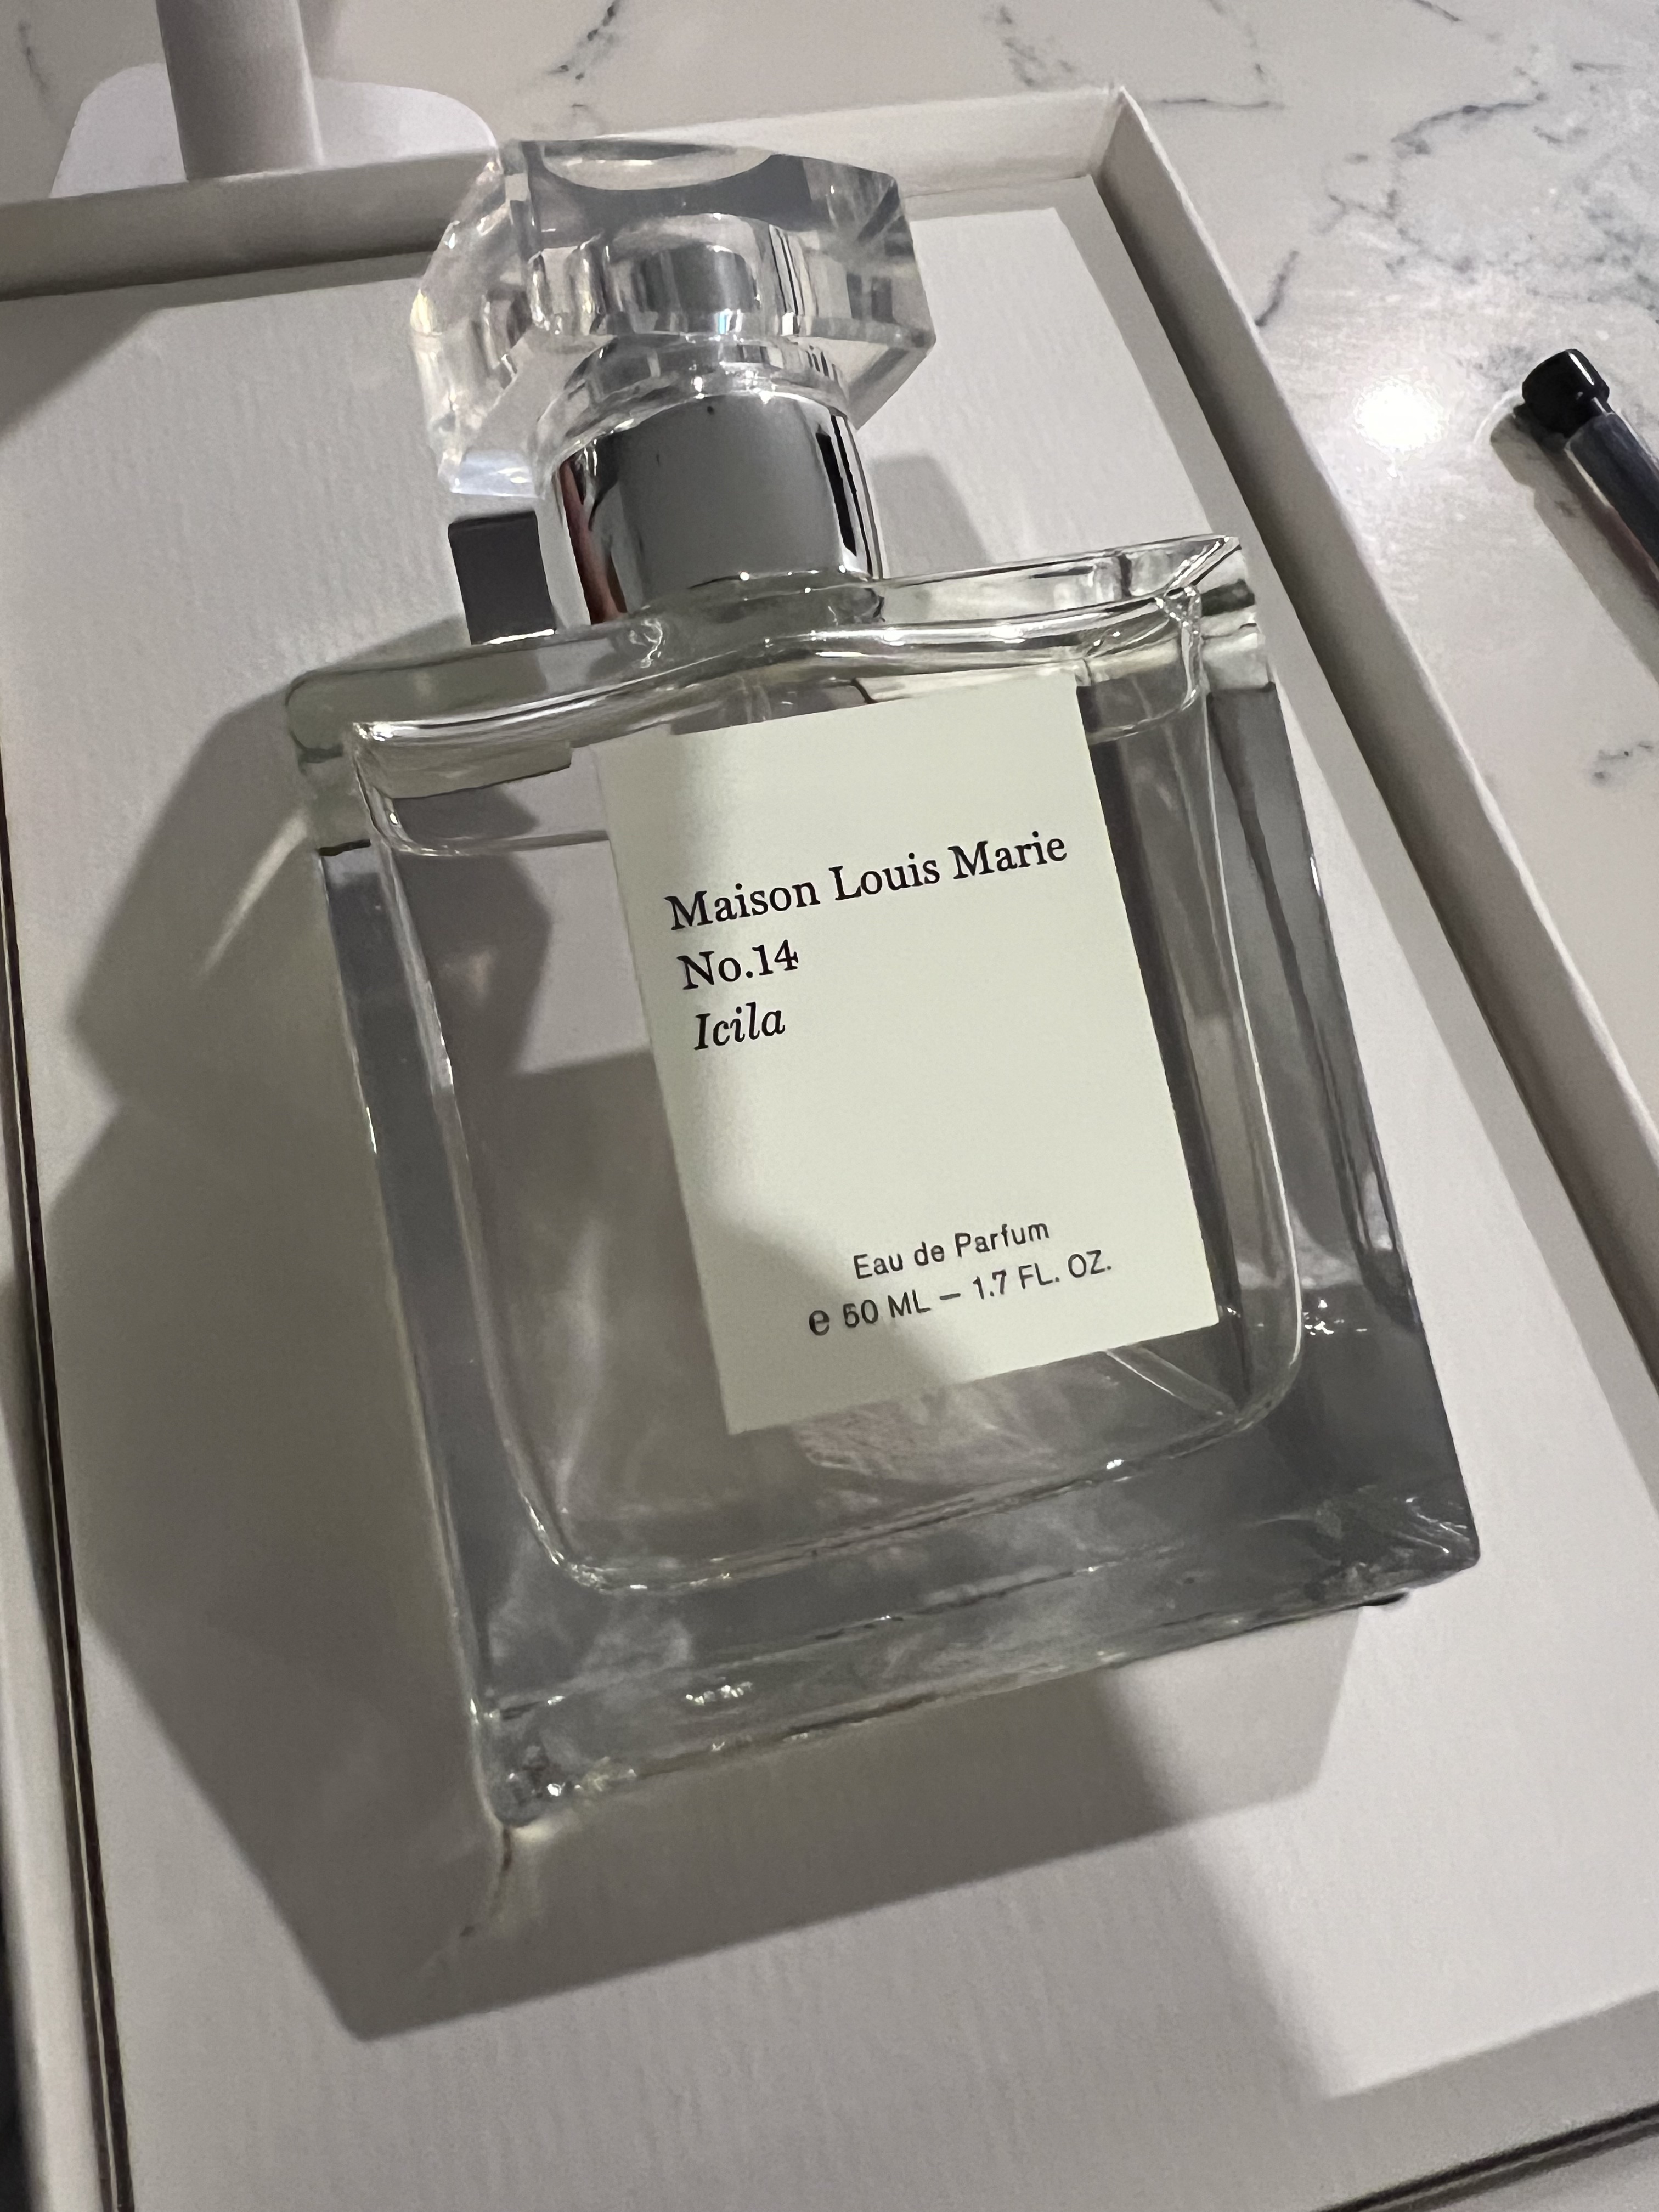 Maison Louis Marie
No.14
Icila
Eau de Parfum
℮ 50 ML – 1.7 FL. OZ.